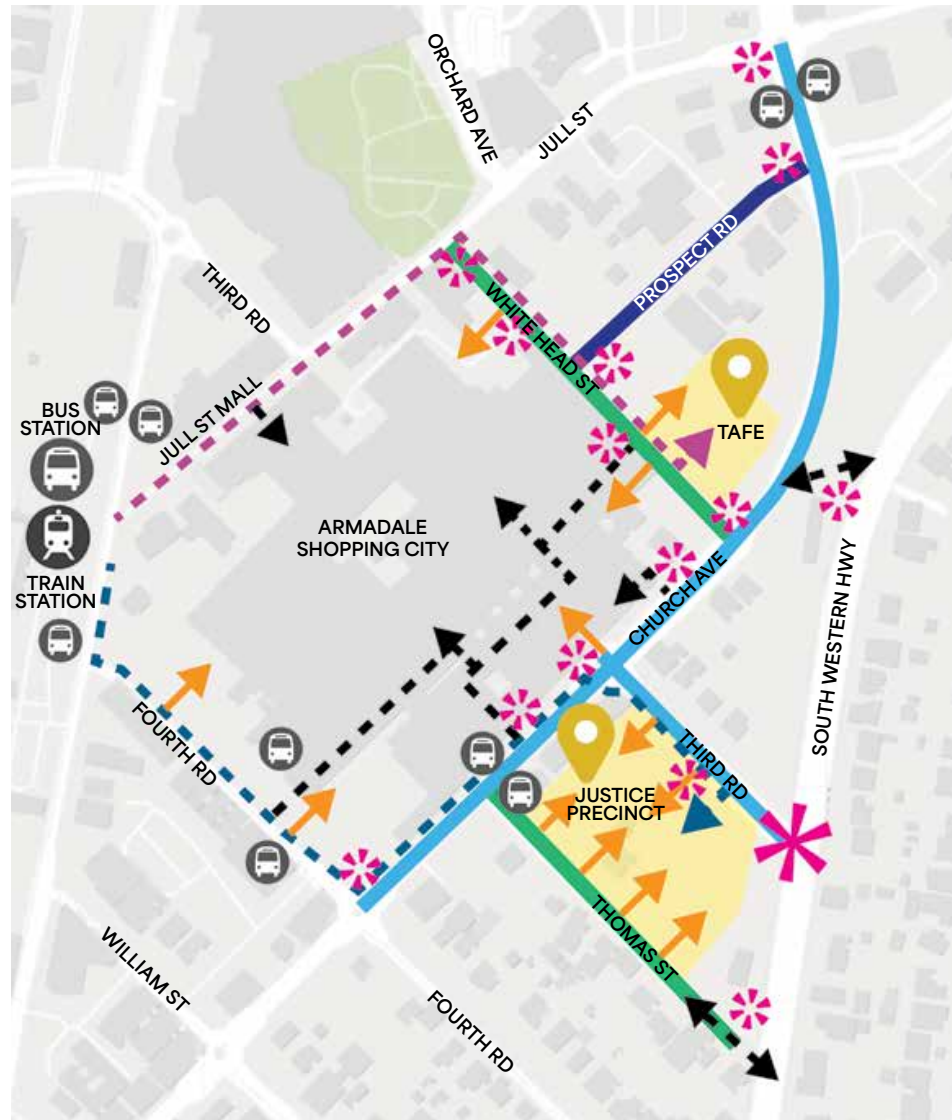 ORCHARD AVE
JULL ST
PROSPECT RD
THIRD RD
WHITE HEAD ST
JULL ST MALL
BUS
STATION
TAFE
ARMADALE
SHOPPING CITY
TRAIN
STATION
CHURCH AVE
SOUTH WESTERN HWY
FOURTH RD
THIRD RD
JUSTICE
PRECINCT
THOMAS ST
WILLIAM ST
FOURTH RD